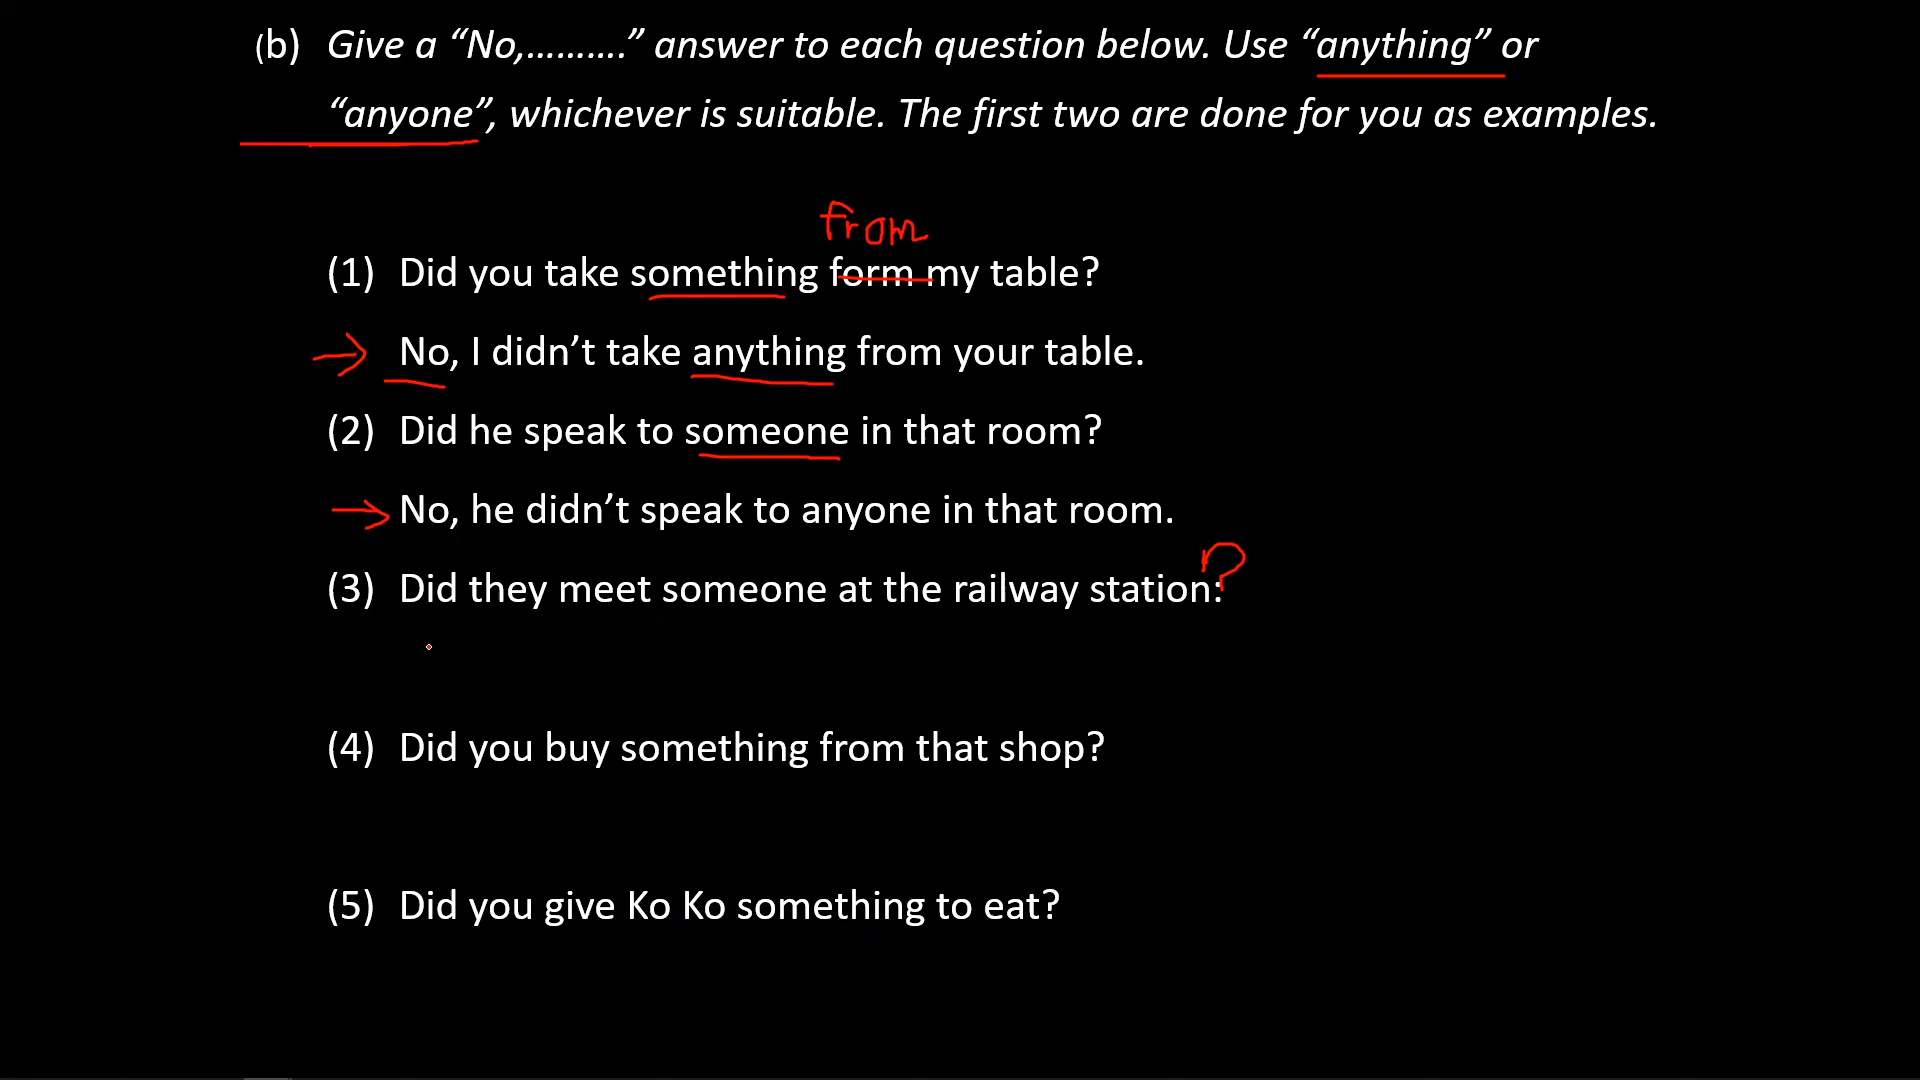 (b) Give a “No,……….” answer to each question below. Use “anything” or
“anyone”, whichever is suitable. The first two are done for you as examples.
from
(1) Did you take something form my table?
No, I didn’t take anything from your table.
(2) Did he speak to someone in that room?
No, he didn’t speak to anyone in that room.
(3) Did they meet someone at the railway station: ?
(4) Did you buy something from that shop?
(5) Did you give Ko Ko something to eat?